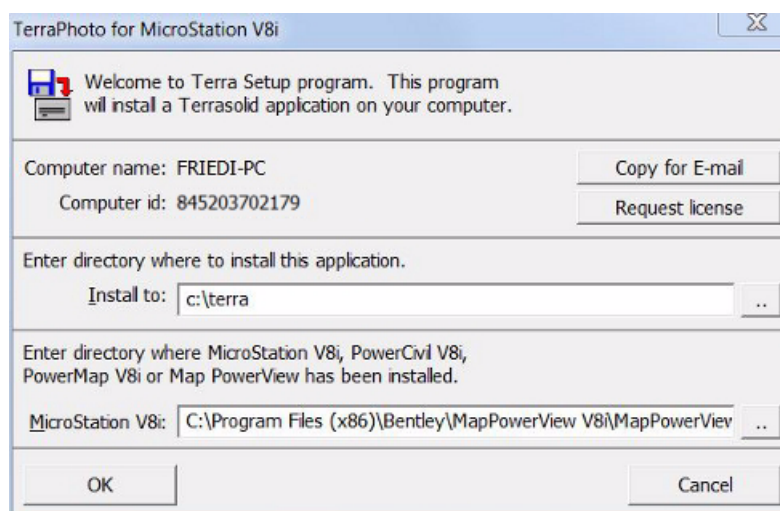 TerraPhoto for MicroStation V8i
Welcome to Terra Setup program. This program
will install a Terrasolid application on your computer.
Computer name: FRIEDI-PC
Copy for E-mail
Computer id: 845203702179
Request license
Enter directory where to install this application.
Install to: c:\terra ..
Enter directory where MicroStation V8i, PowerCivil V8i,
PowerMap V8i or Map PowerView has been installed.
MicroStation V8i: C:\Program Files (x86)\Bentley\MapPowerView V8i\MapPowerView ..
OK
Cancel